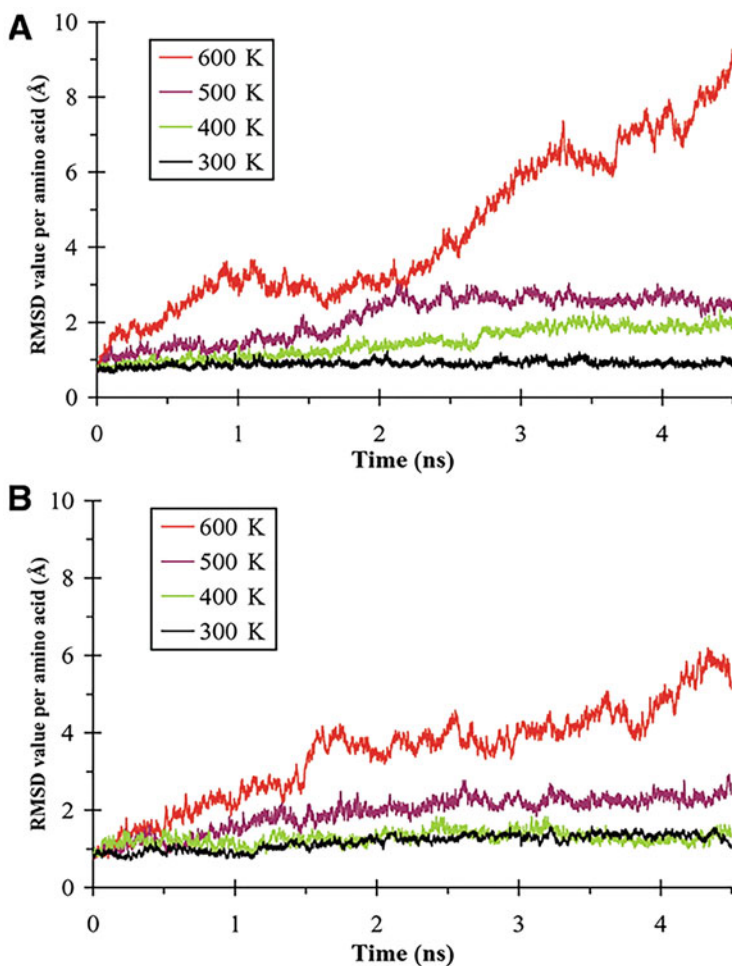 A
RMSD value per amino acid (Å)
10
8
6
4
2
0
600 K
500 K
400 K
300 K
0 1 2 3 4
Time (ns)
B
RMSD value per amino acid (Å)
10
8
6
4
2
0
600 K
500 K
400 K
300 K
0 1 2 3 4
Time (ns)